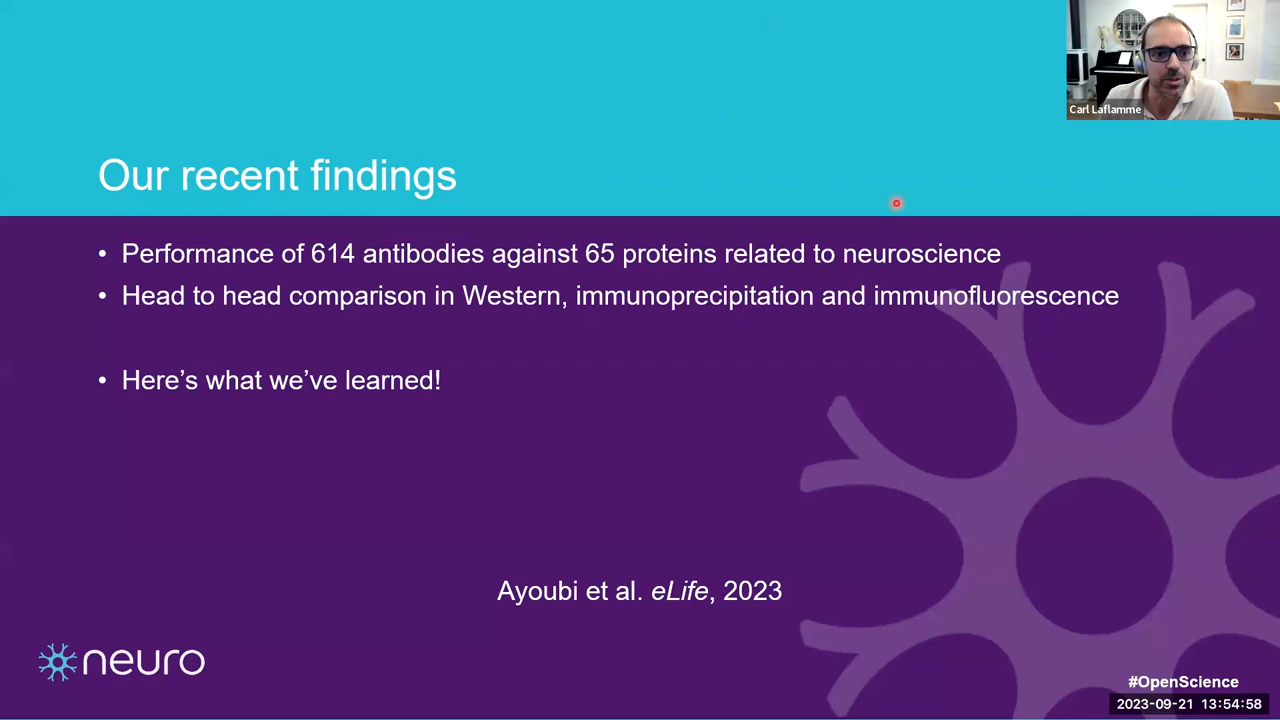 Carl Laflamme
Our recent findings
• Performance of 614 antibodies against 65 proteins related to neuroscience
• Head to head comparison in Western, immunoprecipitation and immunofluorescence
• Here’s what we’ve learned!
Ayoubi et al. eLife, 2023
neuro
#OpenScience
2023-09-21 13:54:58